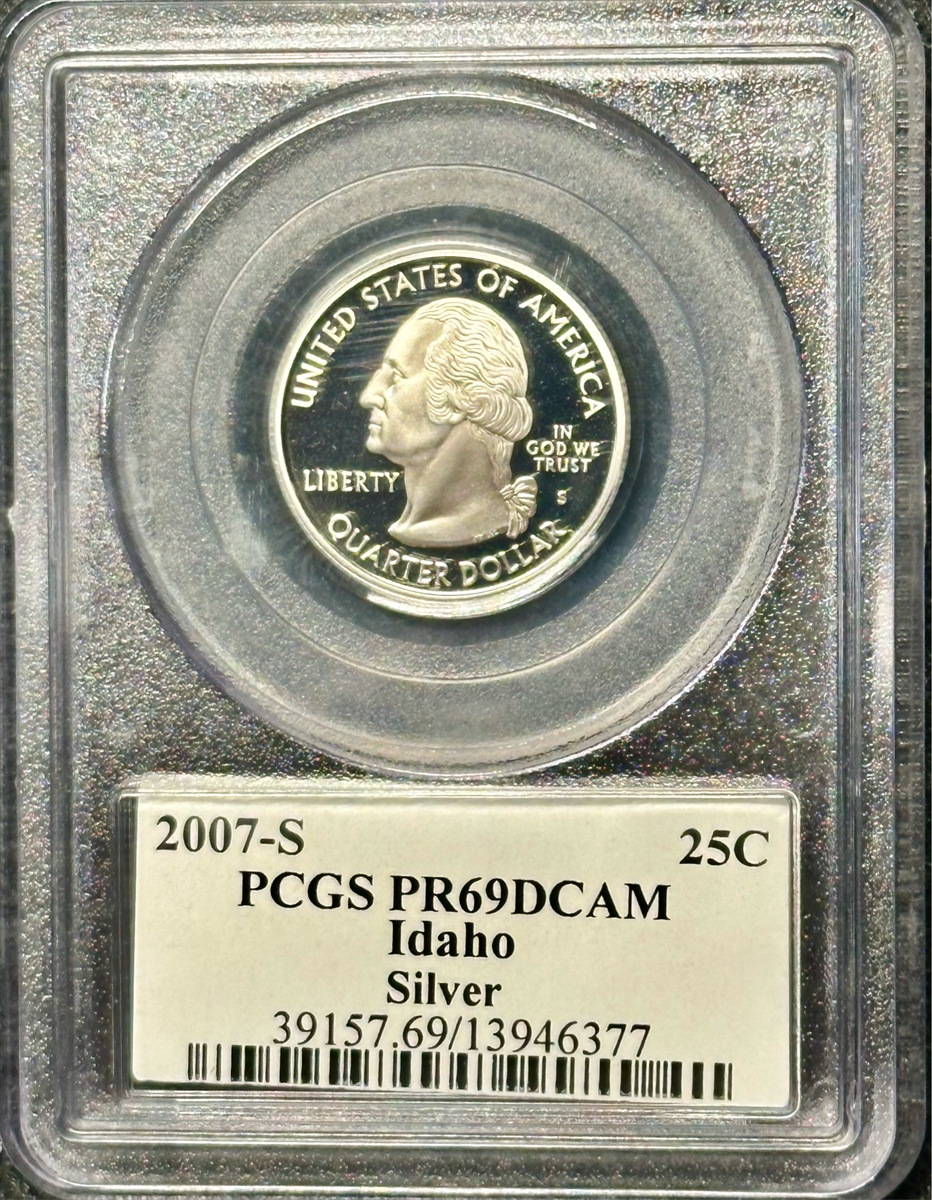 UNITED STATES OF AMERICA
IN
GOD WE
TRUST
LIBERTY
S
QUARTER DOLLAR
2007-S 25C
PCGS PR69DCAM
Idaho
Silver
39157.69/13946377